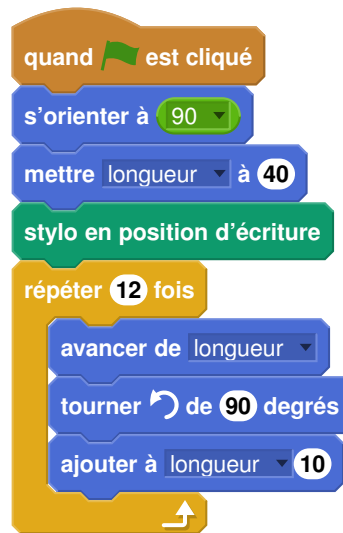 quand est cliqué
s'orienter à 90
mettre longueur à 40
stylo en position d'écriture
répéter 12 fois
avancer de longueur
tourner de 90 degrés
ajouter à longueur 10